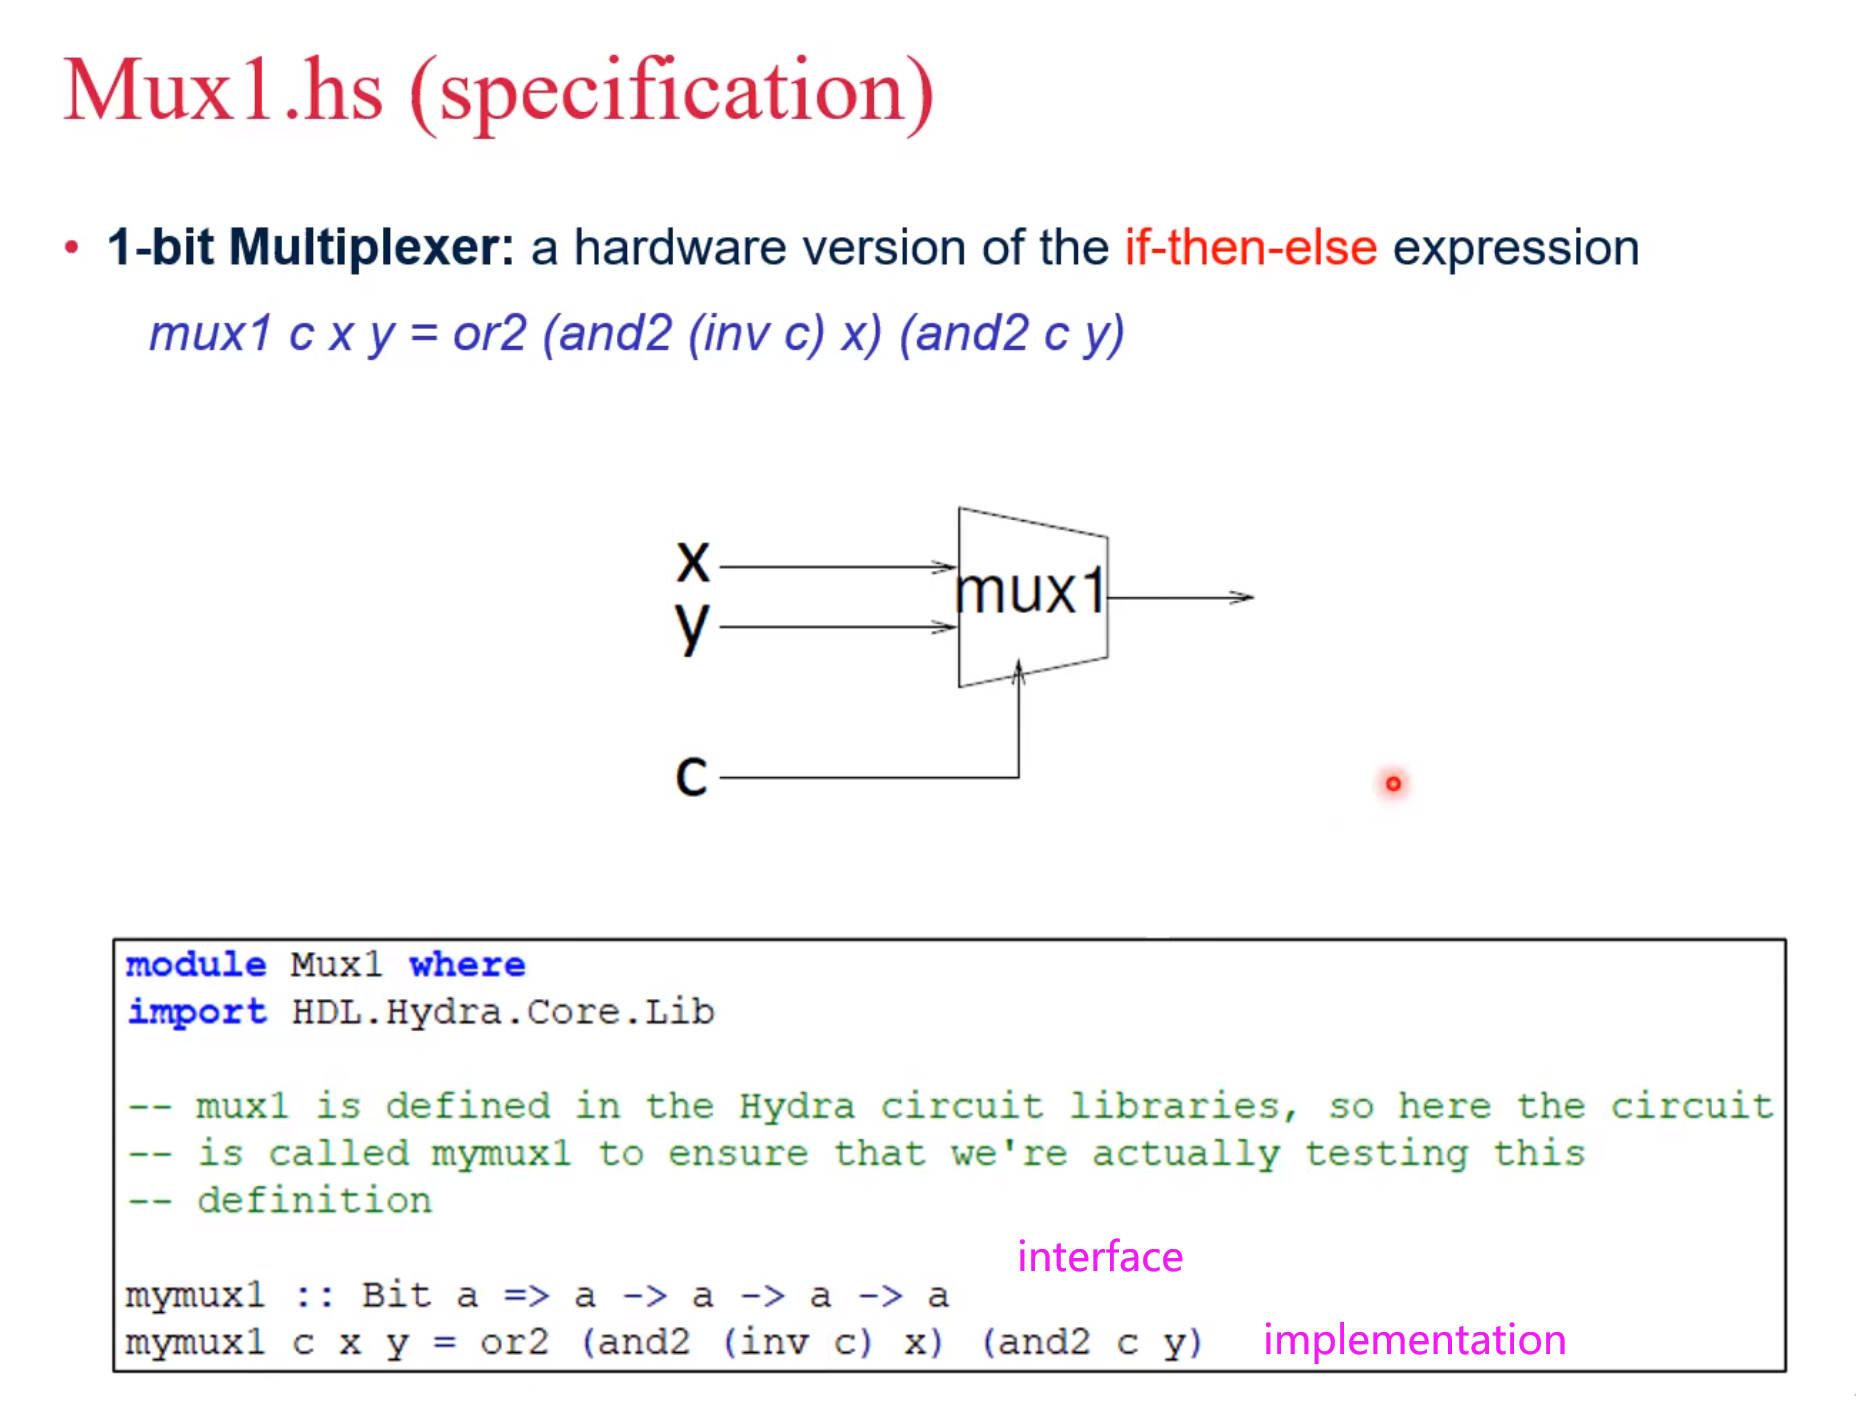 Mux1.hs (specification)
• 1-bit Multiplexer: a hardware version of the if-then-else expression
mux1 c x y = or2 (and2 (inv c) x) (and2 c y)
x
mux1
y
c
module Mux1 where
import HDL.Hydra.Core.Lib
-- mux1 is defined in the Hydra circuit libraries, so here the circuit
-- is called mymux1 to ensure that we're actually testing this
-- definition
interface
mymux1 :: Bit a => a -> a -> a -> a
mymux1 c x y = or2 (and2 (inv c) x) (and2 c y) implementation